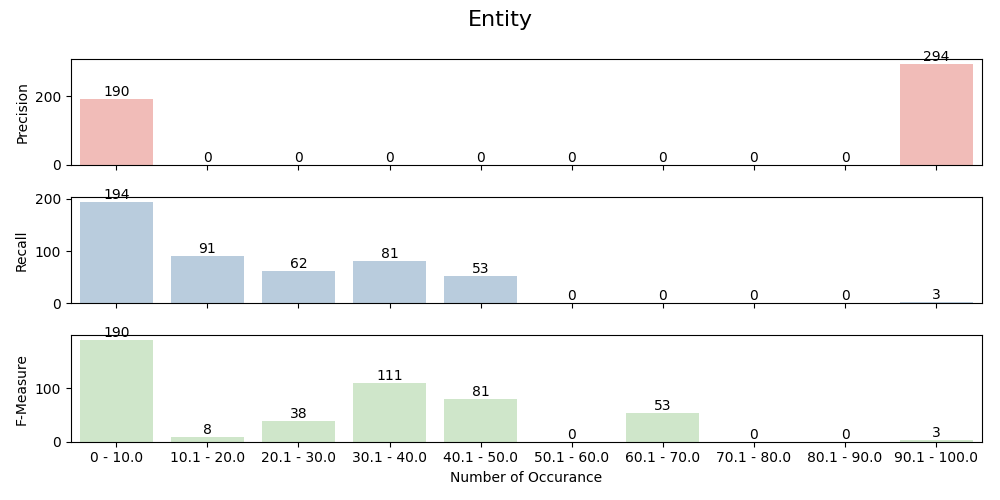 Entity
Precision
200
0
190 0 0 0 0 0 0 0 0 294
Recall
200
100
0
194 91 62 81 53 0 0 0 0 3
F-Measure
100
0
190 8 38 111 81 0 53 0 0 3
0 - 10.0 10.1 - 20.0 20.1 - 30.0 30.1 - 40.0 40.1 - 50.0 50.1 - 60.0 60.1 - 70.0 70.1 - 80.0 80.1 - 90.0 90.1 - 100.0
Number of Occurance